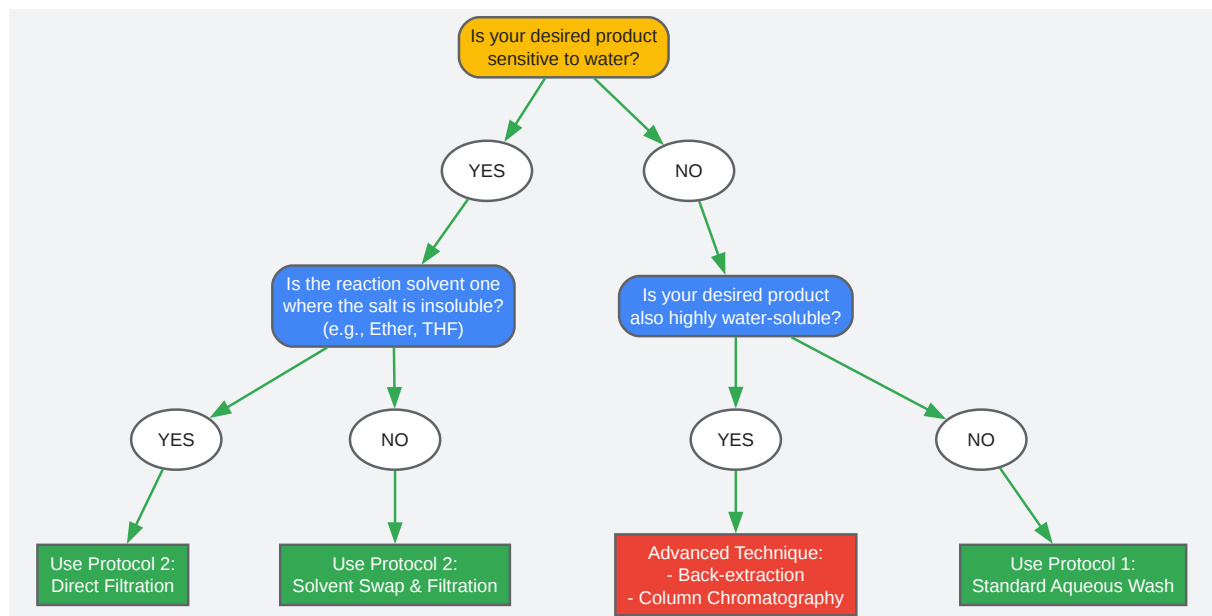 Is your desired product
sensitive to water?
YES
NO
Is the reaction solvent one
where the salt is insoluble?
(e.g., Ether, THF)
Is your desired product
also highly water-soluble?
YES
NO
YES
NO
Use Protocol 2:
Direct Filtration
Use Protocol 2:
Solvent Swap & Filtration
Advanced Technique:
- Back-extraction
- Column Chromatography
Use Protocol 1:
Standard Aqueous Wash